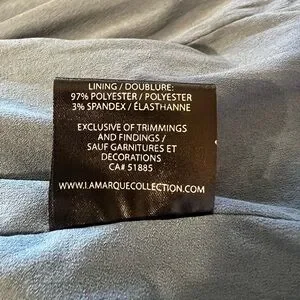 LINING / DOUBLURE:
97% POLYESTER / POLYESTER
3% SPANDEX / ÉLASTHANNE
EXCLUSIVE OF TRIMMINGS
AND FINDINGS /
SAUF GARNITURES ET
DECORATIONS
CA# 51885
WWW.LAMARQUECOLLECTION.COM